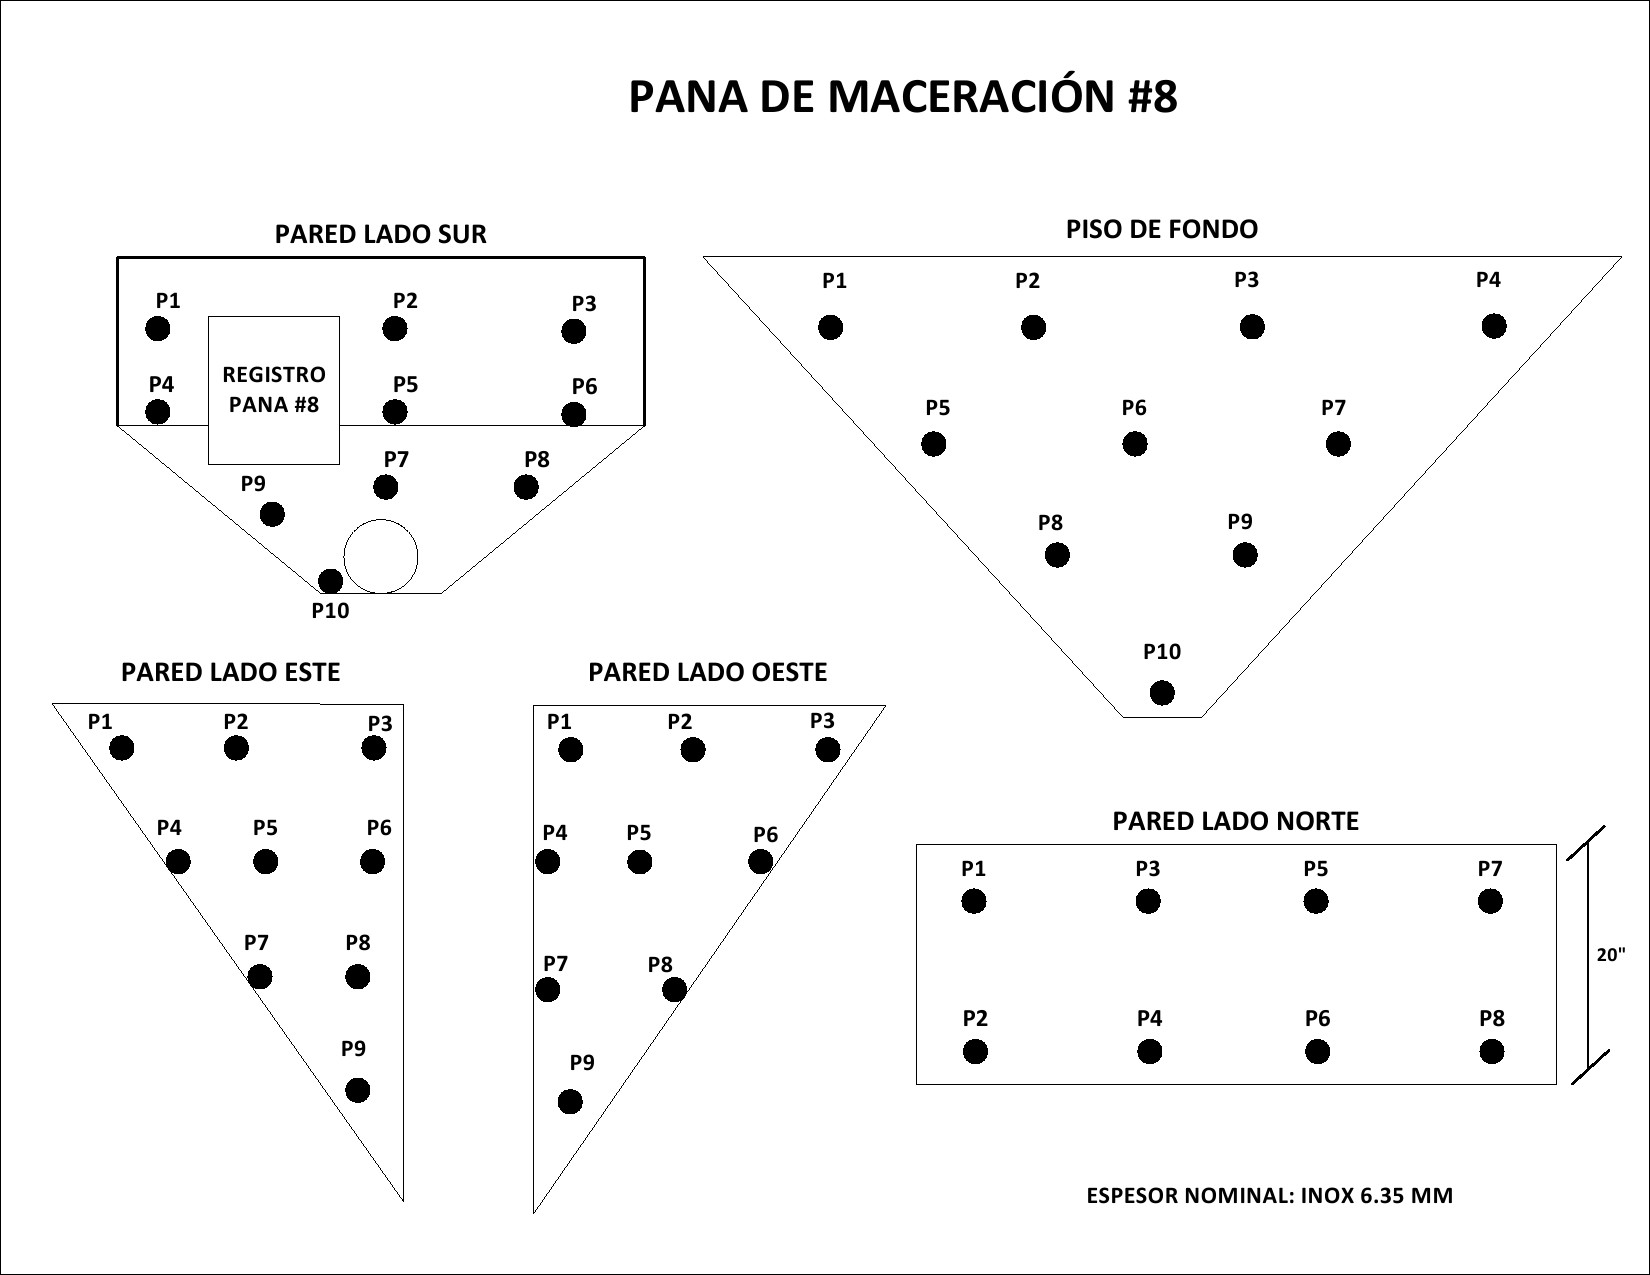 PANA DE MACERACIÓN #8
PARED LADO SUR
P1
P2
P3
REGISTRO
PANA #8
P4
P5
P6
P7
P8
P9
P10
PISO DE FONDO
P1
P2
P3
P4
P5
P6
P7
P8
P9
P10
PARED LADO ESTE
P1
P2
P3
P4
P5
P6
P7
P8
P9
PARED LADO OESTE
P1
P2
P3
P4
P5
P6
P7
P8
P9
PARED LADO NORTE
P1
P3
P5
P7
20"
P2
P4
P6
P8
ESPESOR NOMINAL: INOX 6.35 MM